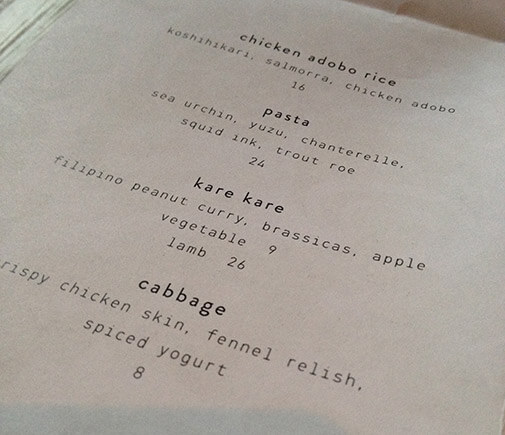 chicken adobo rice
koshihikari, salmorra, chicken adobo
16
pasta
sea urchin, yuzu, chanterelle,
squid ink, trout roe
24
kare kare
filipino peanut curry, brassicas, apple
vegetable 9
lamb 26
cabbage
rispy chicken skin, fennel relish,
spiced yogurt
8